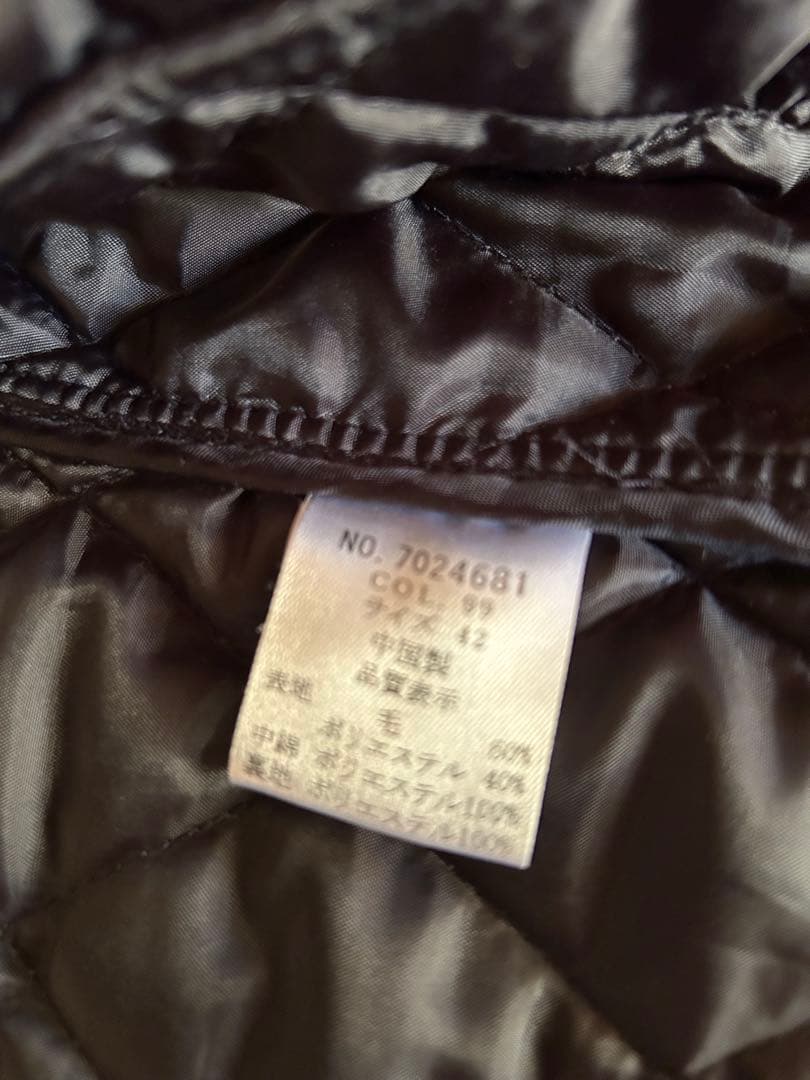 NO. 7024681
COL. 99
サイズ 42
中国製
品質表示
表地 毛 60%
ポリエステル 40%
中綿 ポリエステル100%
裏地 ポリエステル100%